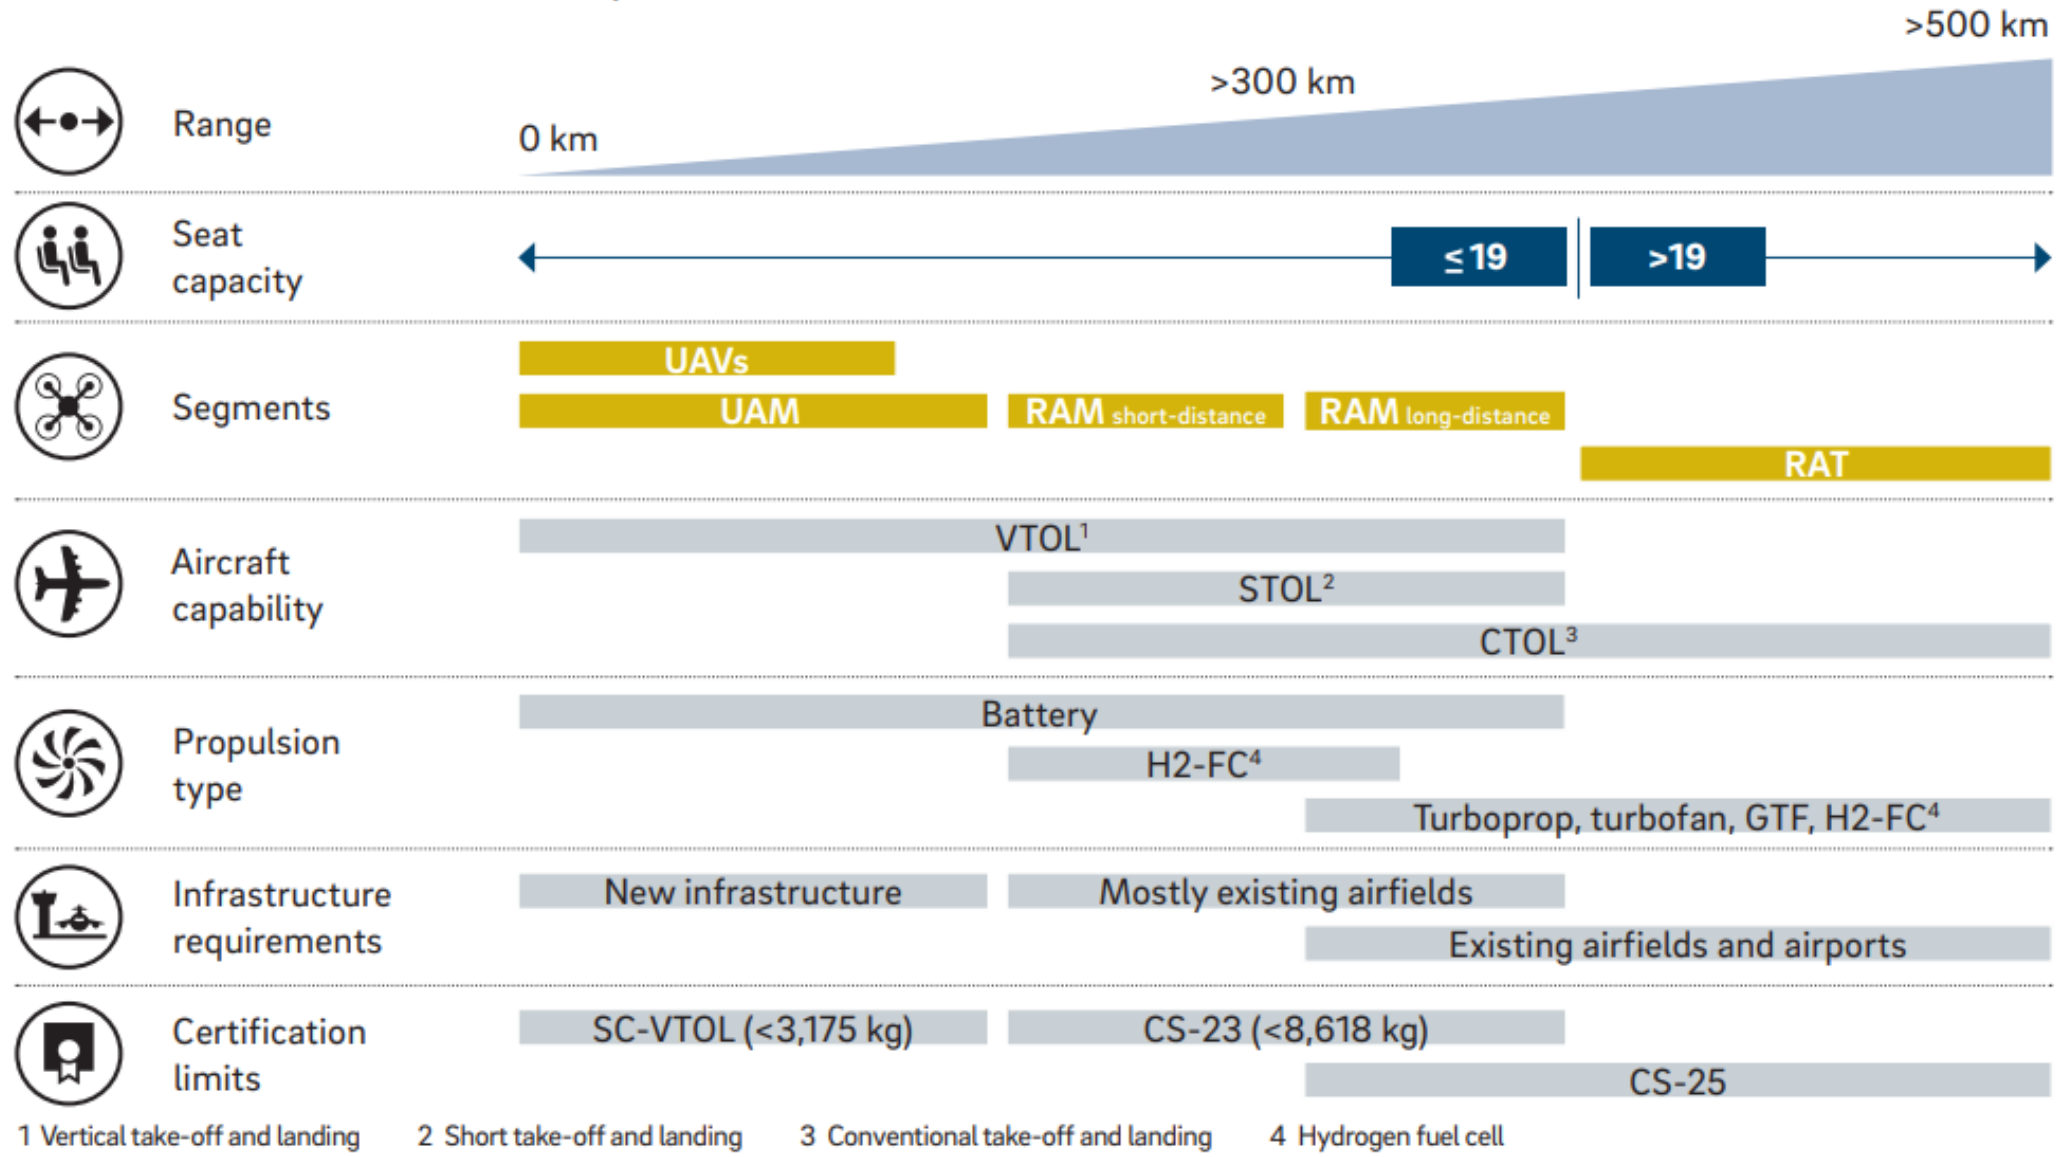 >500 km
>300 km
0 km
Range
Seat
capacity
≤ 19
>19
Segments
UAVs
UAM
RAM short-distance
RAM long-distance
RAT
Aircraft
capability
VTOL¹
STOL²
CTOL³
Propulsion
type
Battery
H2-FC⁴
Turboprop, turbofan, GTF, H2-FC⁴
Infrastructure
requirements
New infrastructure
Mostly existing airfields
Existing airfields and airports
Certification
limits
SC-VTOL (<3,175 kg)
CS-23 (<8,618 kg)
CS-25
1 Vertical take-off and landing
2 Short take-off and landing
3 Conventional take-off and landing
4 Hydrogen fuel cell